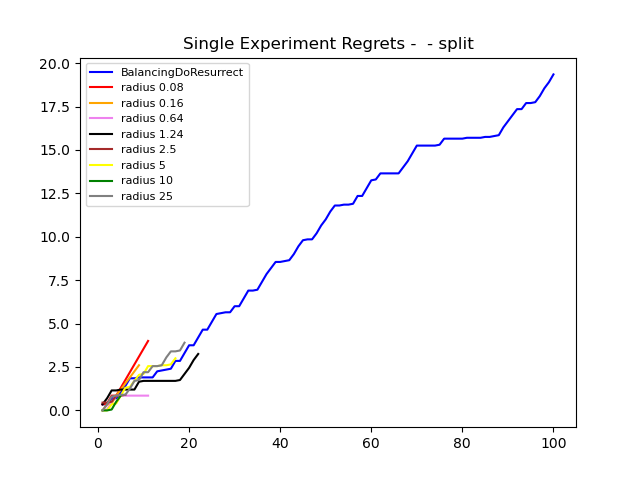 Single Experiment Regrets -  - split
20.0
17.5
15.0
12.5
10.0
7.5
5.0
2.5
0.0
BalancingDoResurrect
radius 0.08
radius 0.16
radius 0.64
radius 1.24
radius 2.5
radius 5
radius 10
radius 25
0 20 40 60 80 100